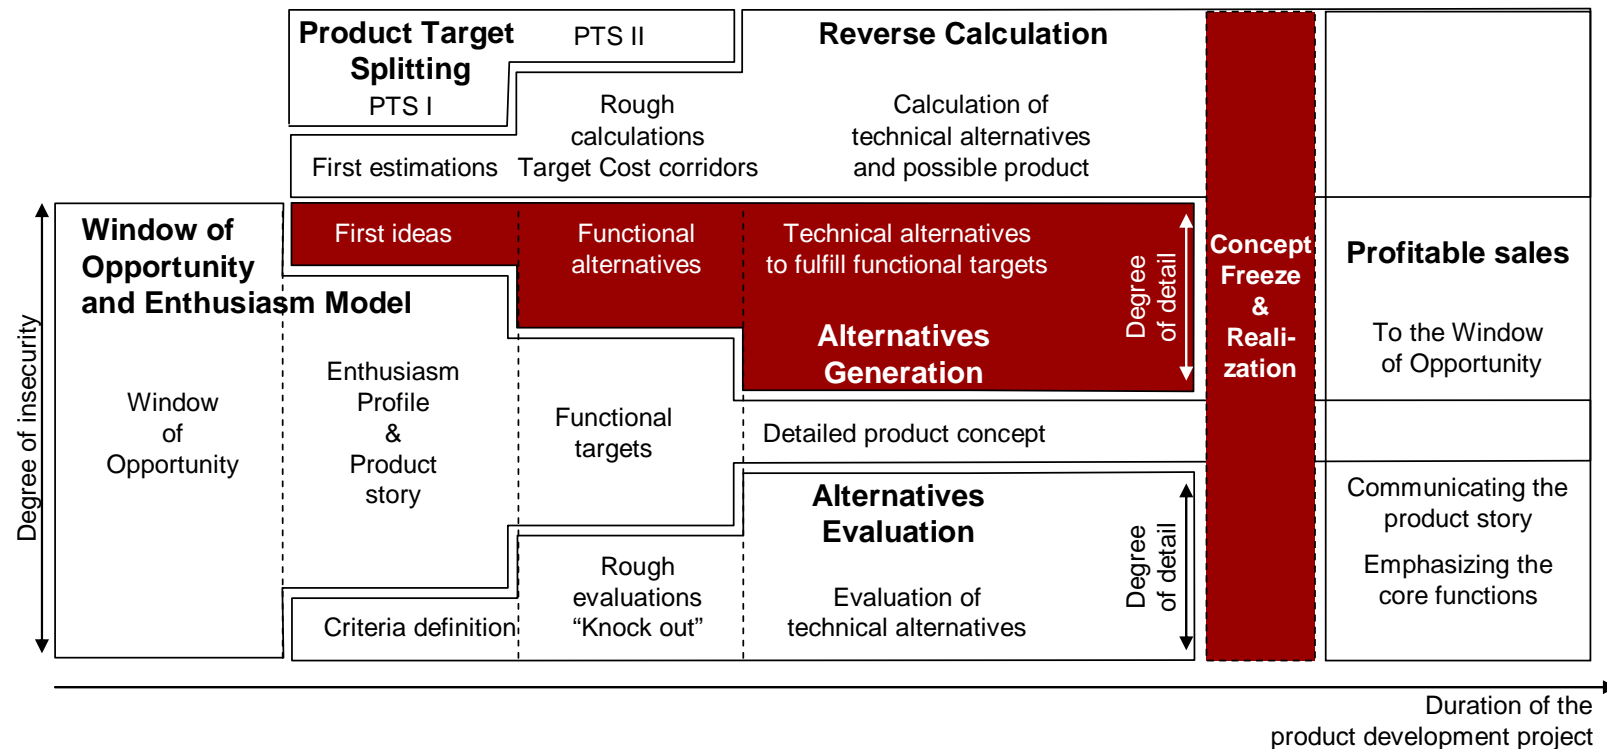 Product Target
Splitting
PTS I
PTS II
Reverse Calculation
First estimations
Rough
calculations
Target Cost corridors
Calculation of
technical alternatives
and possible product
Degree of insecurity
Window of
Opportunity
and Enthusiasm Model
Window
of
Opportunity
First ideas
Functional
alternatives
Technical alternatives
to fulfill functional targets
Alternatives
Generation
Degree
of detail
Enthusiasm
Profile
&
Product
story
Functional
targets
Detailed product concept
Alternatives
Evaluation
Criteria definition
Rough
evaluations
“Knock out”
Evaluation of
technical alternatives
Degree
of detail
Concept
Freeze
&
Reali-
zation
Profitable sales
To the Window
of Opportunity
Communicating the
product story
Emphasizing the
core functions
Duration of the
product development project